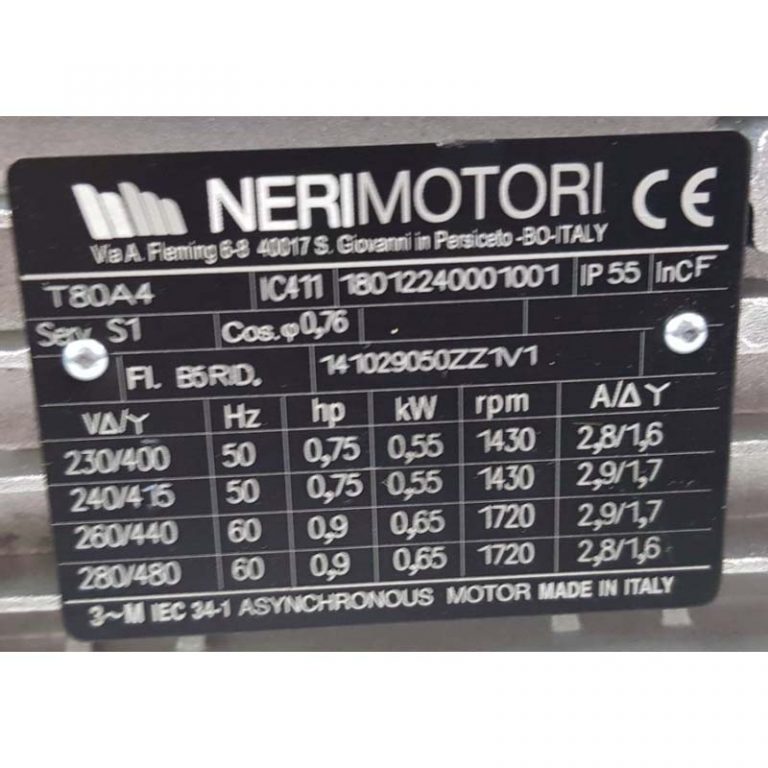 NERIMOTORI CE
Via A. Fleming 6-8 40017 S. Giovanni in Persiceto -BO-ITALY
T80A4 IC411 18012240001001 IP 55 InCF
Serv. S1 Cos.φ0,76
Fl. B5RID. 141029050ZZ1V1
VΔ/Y Hz hp kW rpm A/ΔY
230/400 50 0,75 0,55 1430 2,8/1,6
240/415 50 0,75 0,55 1430 2,9/1,7
260/440 60 0,9 0,65 1720 2,9/1,7
280/480 60 0,9 0,65 1720 2,8/1,6
3~M IEC 34-1 ASYNCHRONOUS MOTOR MADE IN ITALY